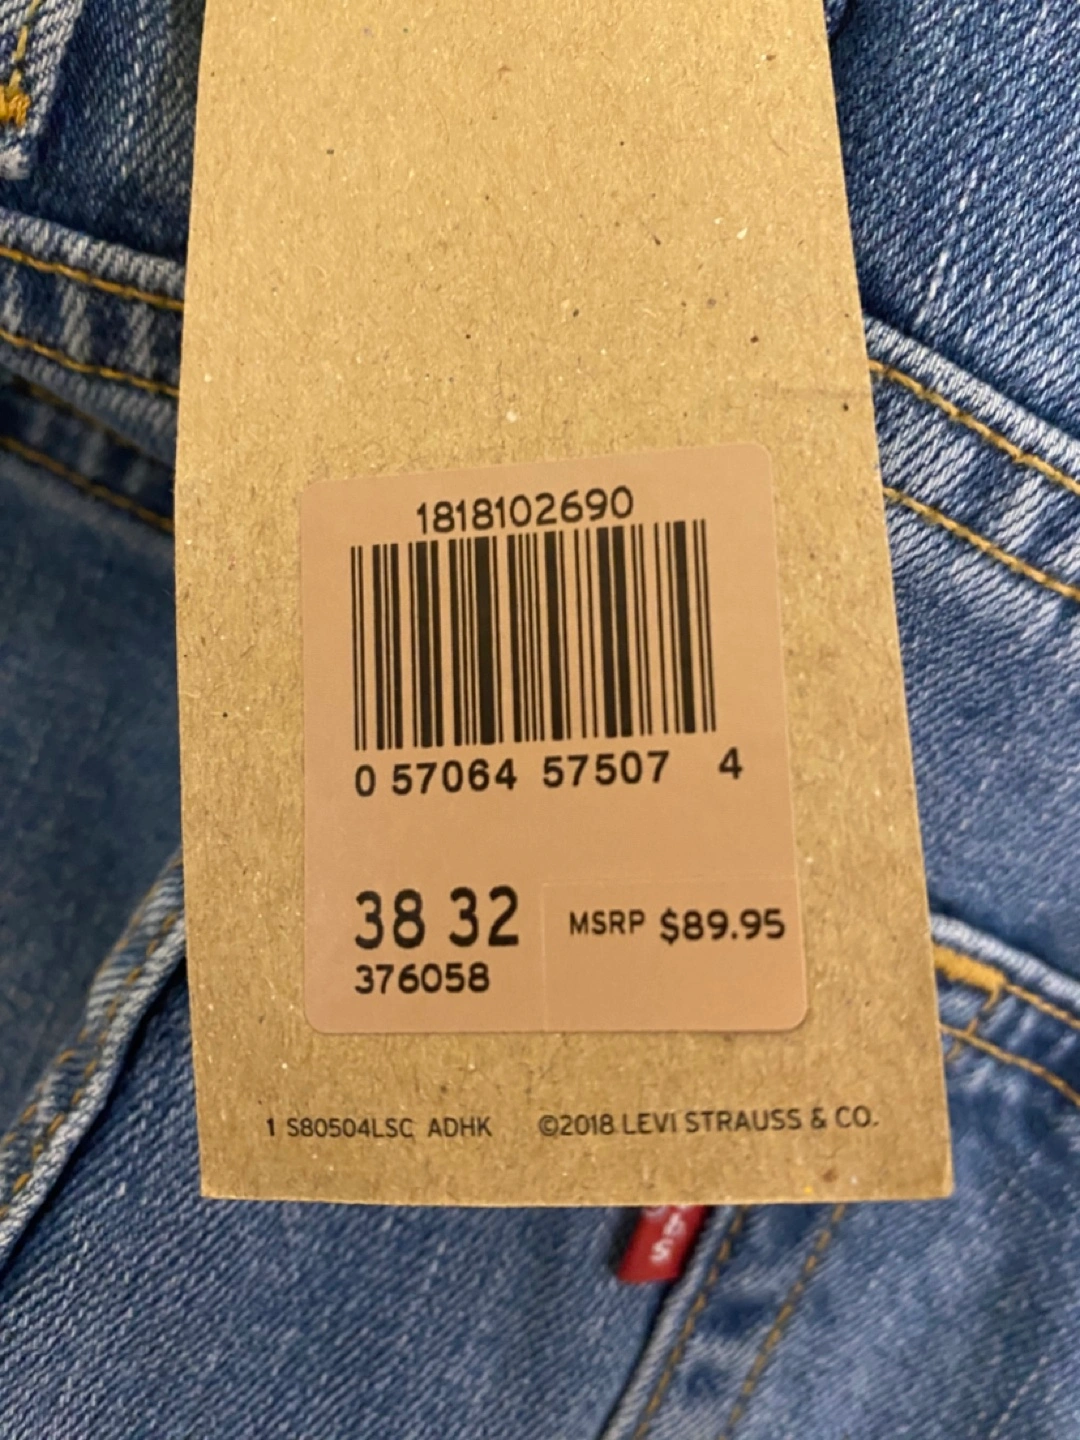 1818102690
0 57064 57507 4
38 32
376058
MSRP $89.95
1 S80504LSC ADHK ©2018 LEVI STRAUSS & CO.